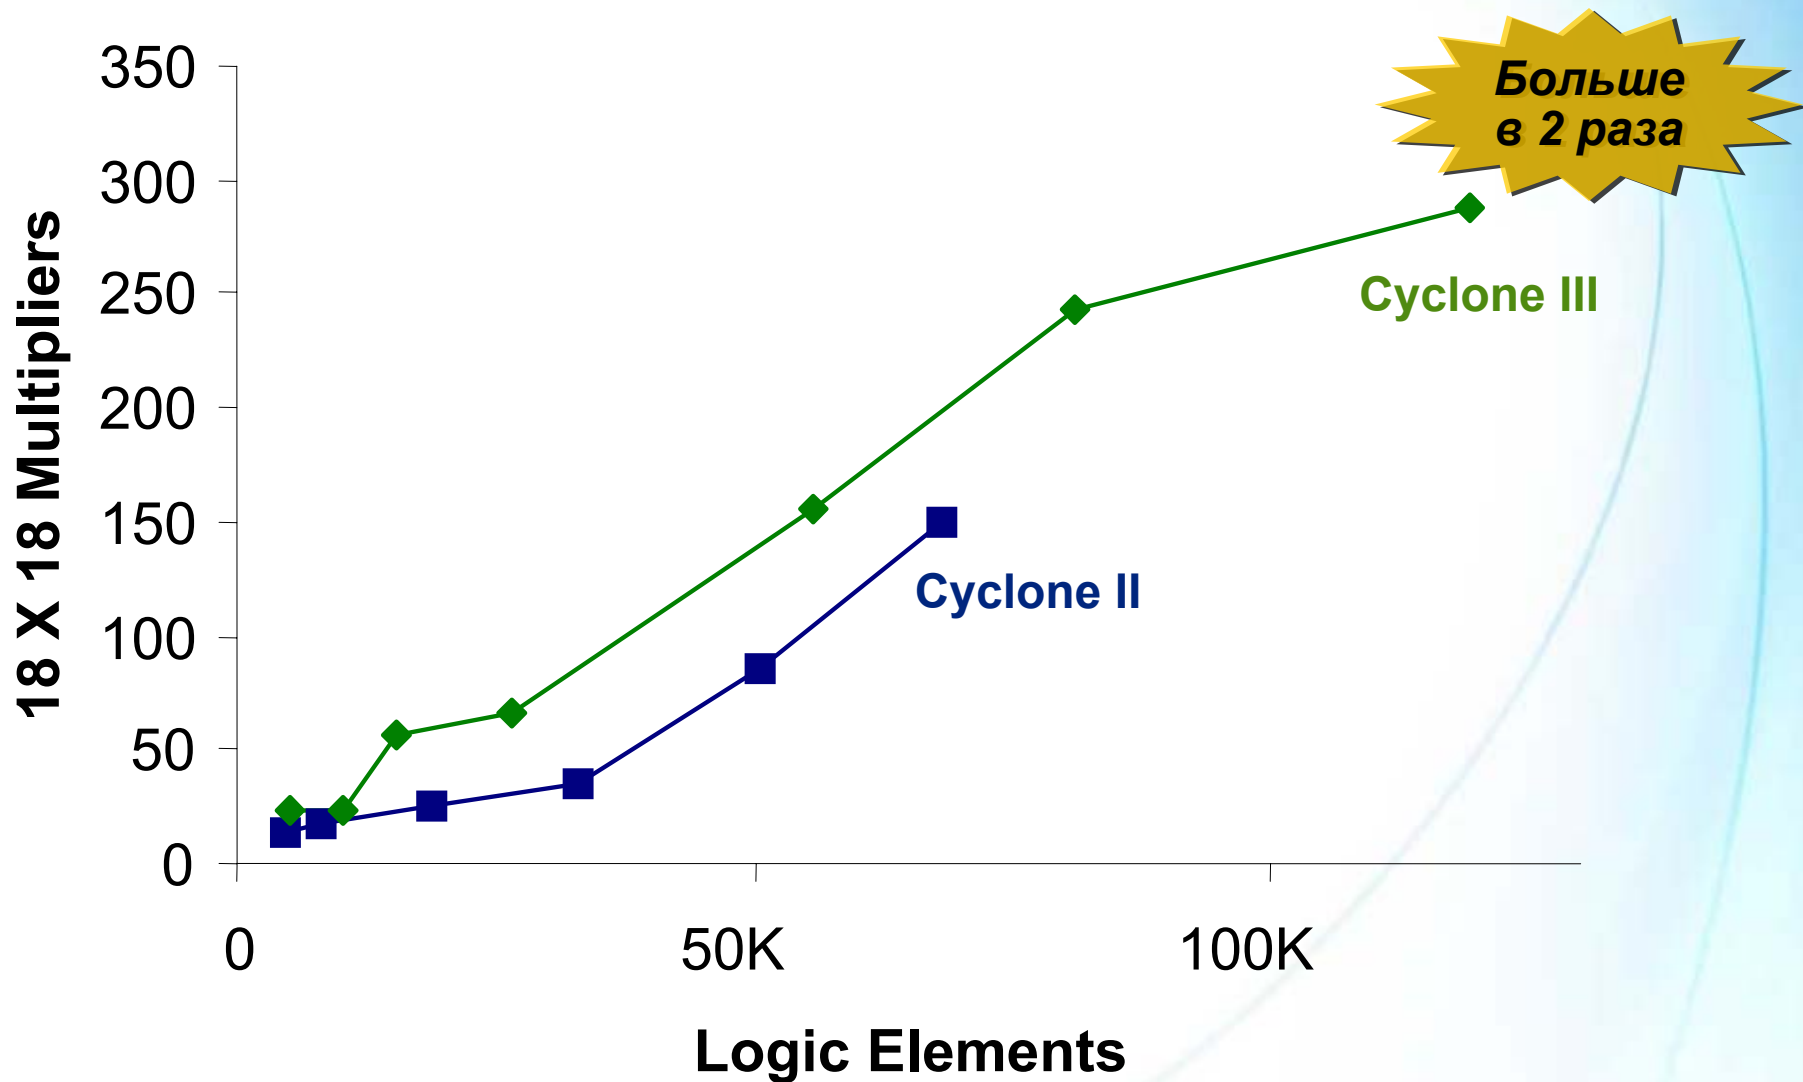 350
300
250
200
150
100
50
0
18 X 18 Multipliers
Больше
в 2 раза
Cyclone III
Cyclone II
0
50K
100K
Logic Elements